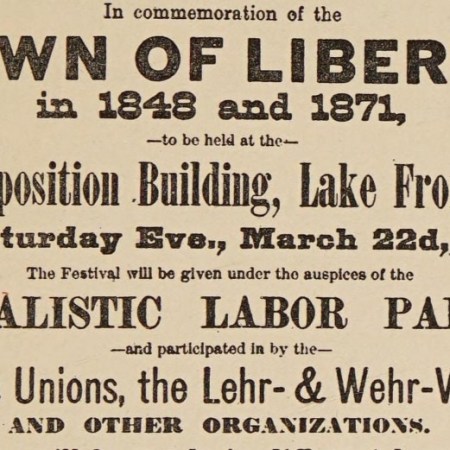 In commemoration of the
WN OF LIBER
in 1848 and 1871,
—to be held at the—
position Building, Lake Fro
turday Eve., March 22d,
The Festival will be given under the auspices of the
ALISTIC LABOR PA
—and participated in by the—
Unions, the Lehr- & Wehr-V
AND OTHER ORGANIZATIONS.